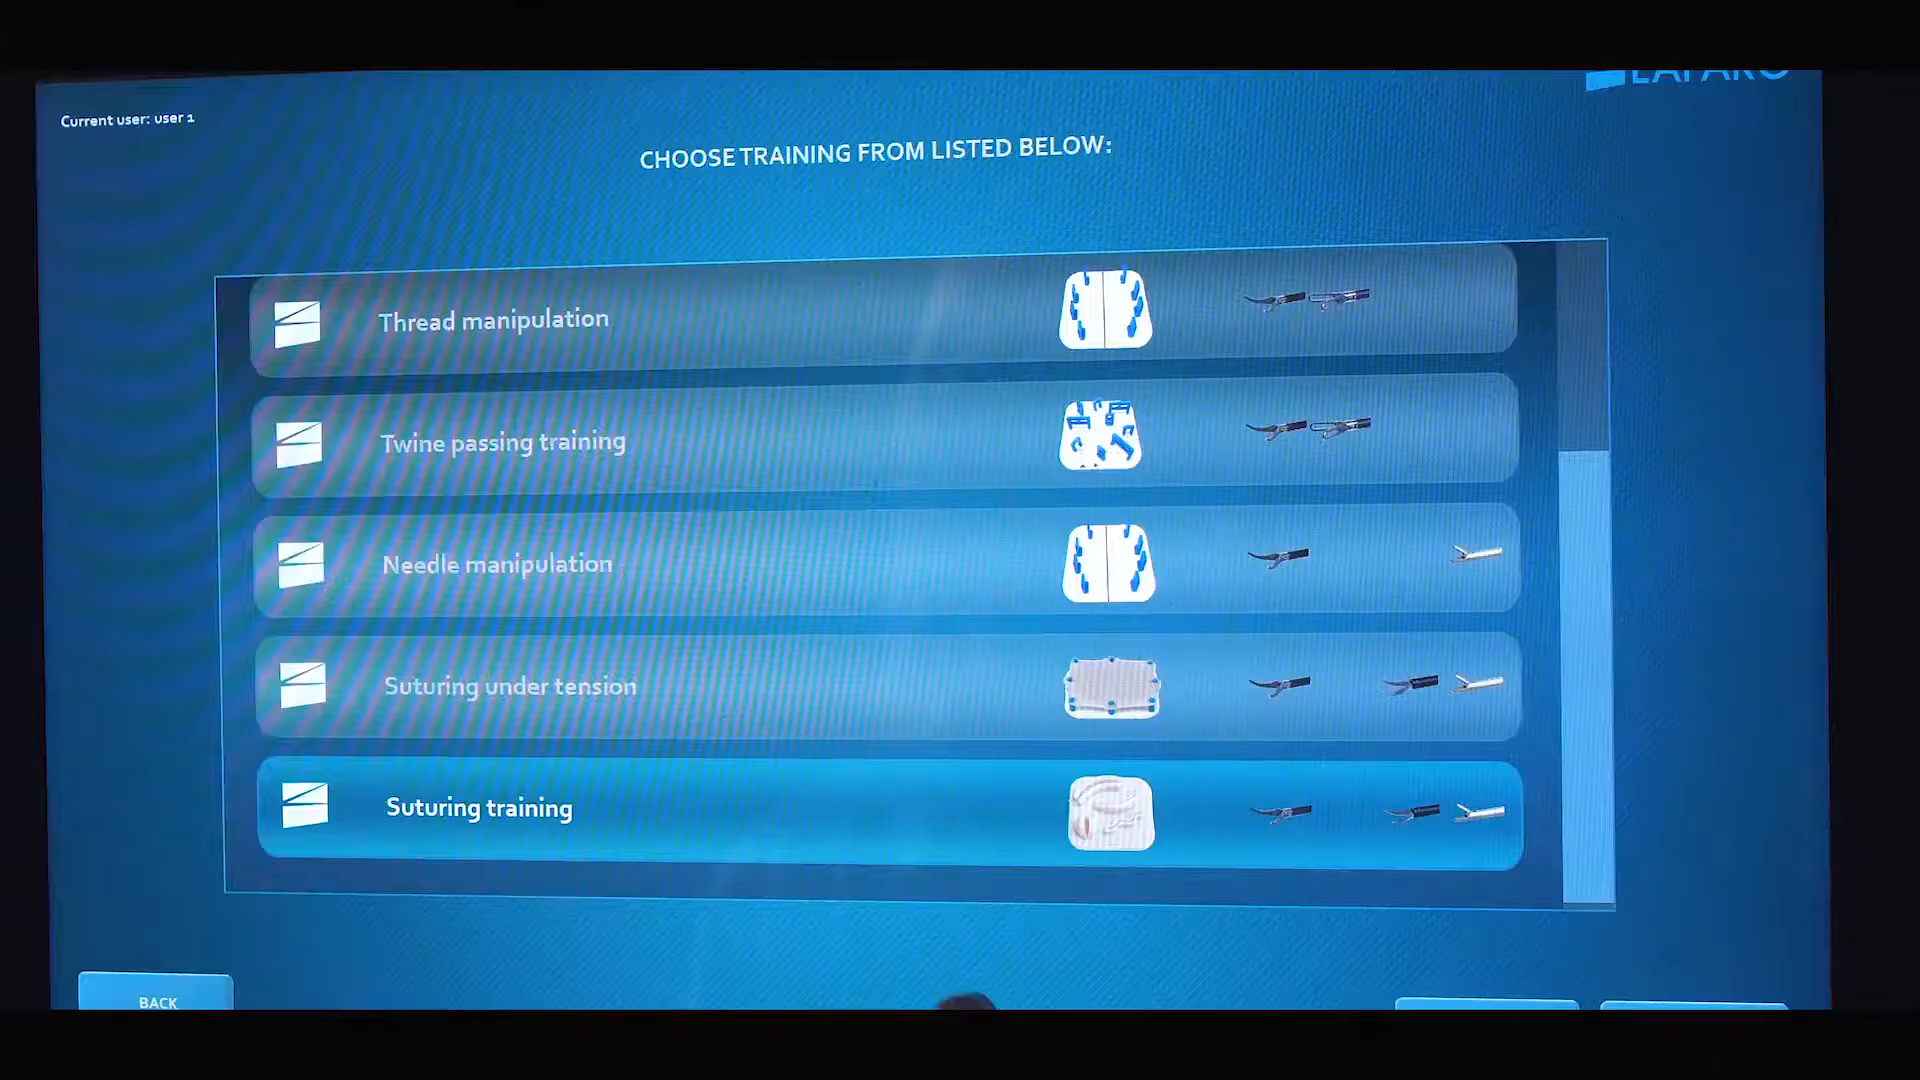 Current user: user 1
CHOOSE TRAINING FROM LISTED BELOW:
Thread manipulation
Twine passing training
Needle manipulation
Suturing under tension
Suturing training
BACK